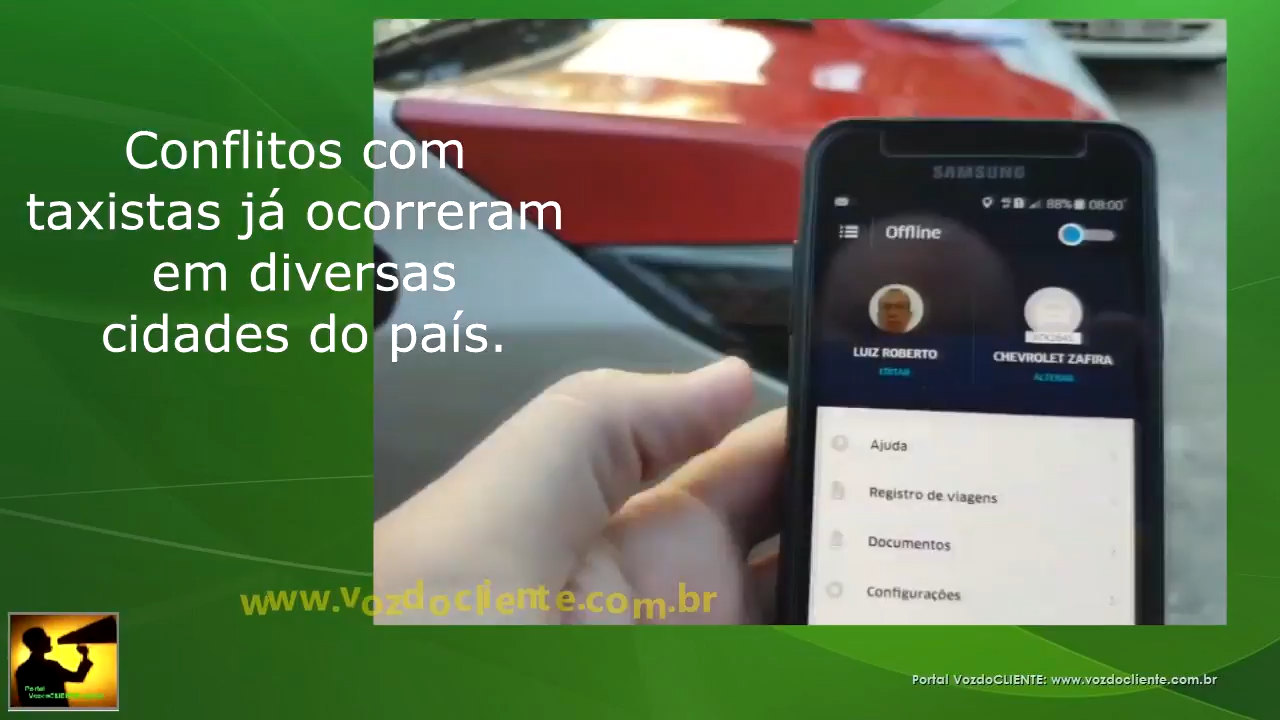 Conflitos com
taxistas já ocorreram
em diversas
cidades do país.
SAMSUNG
88% 08:00
Offline
LUIZ ROBERTO
EDITAR
CHEVROLET ZAFIRA
ALTERAR
Ajuda
Registro de viagens
Documentos
Configurações
www.vozdocliente.com.br
Portal VozdoCLIENTE: www.vozdocliente.com.br